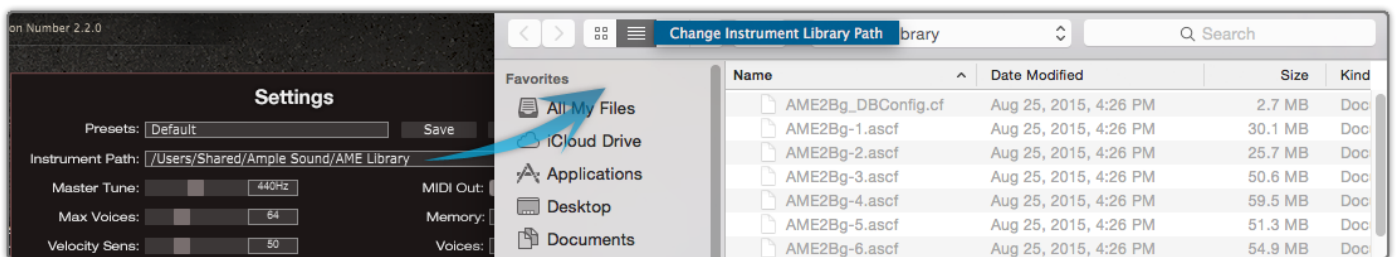 on Number 2.2.0
Settings
Presets: Default Save
Instrument Path: /Users/Shared/Ample Sound/AME Library
Master Tune: 440Hz MIDI Out:
Max Voices: 64 Memory:
Velocity Sens: 50 Voices:
Change Instrument Library Path brary Search
Favorites
All My Files
iCloud Drive
Applications
Desktop
Documents
Name Date Modified Size Kind
AME2Bg_DBConfig.cf Aug 25, 2015, 4:26 PM 2.7 MB Doc
AME2Bg-1.ascf Aug 25, 2015, 4:26 PM 30.1 MB Doc
AME2Bg-2.ascf Aug 25, 2015, 4:26 PM 25.7 MB Doc
AME2Bg-3.ascf Aug 25, 2015, 4:26 PM 50.6 MB Doc
AME2Bg-4.ascf Aug 25, 2015, 4:26 PM 59.5 MB Doc
AME2Bg-5.ascf Aug 25, 2015, 4:26 PM 51.3 MB Doc
AME2Bg-6.ascf Aug 25, 2015, 4:26 PM 54.9 MB Doc